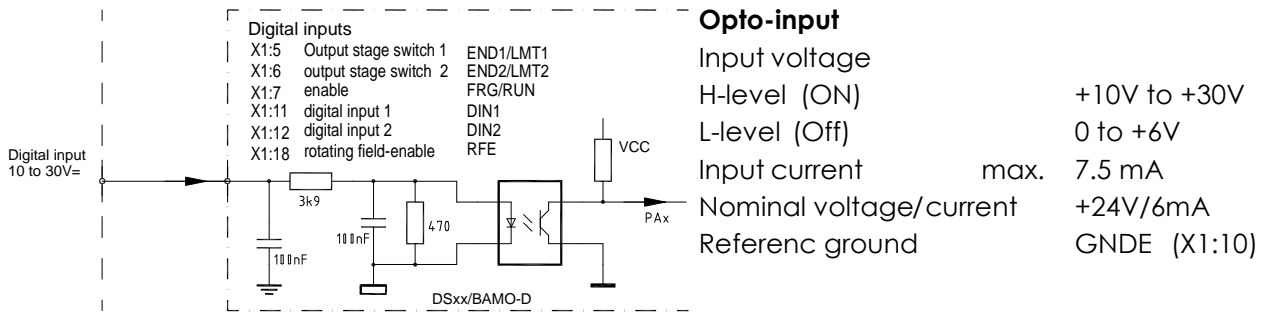 Digital inputs
X1:5 Output stage switch 1 END1/LMT1
X1:6 output stage switch 2 END2/LMT2
X1:7 enable FRG/RUN
X1:11 digital input 1 DIN1
X1:12 digital input 2 DIN2
X1:18 rotating field-enable RFE
Digital input
10 to 30V=
3k9
100nF
100nF
470
VCC
PAx
DSxx/BAMO-D
Opto-input
Input voltage
H-level (ON) +10V to +30V
L-level (Off) 0 to +6V
Input current max. 7.5 mA
Nominal voltage/current +24V/6mA
Referenc ground GNDE (X1:10)